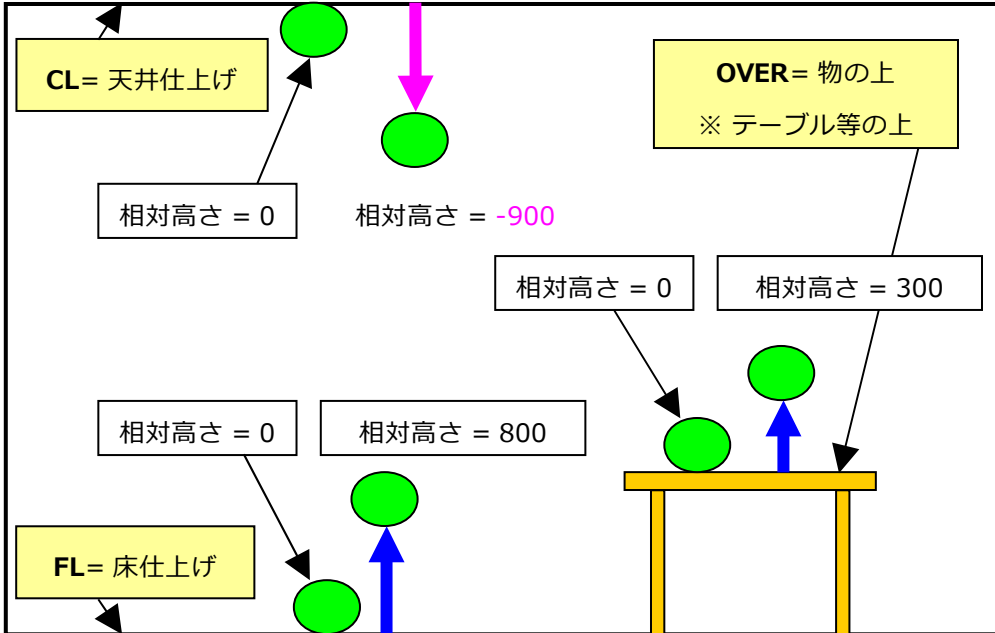 CL= 天井仕上げ
OVER= 物の上
※ テーブル等の上
相対高さ = 0
相対高さ = -900
相対高さ = 0
相対高さ = 300
相対高さ = 0
相対高さ = 800
FL= 床仕上げ